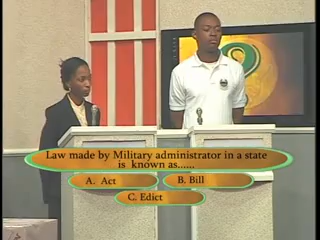 Law made by Military administrator in a state
is known as......
A. Act
B. Bill
C. Edict